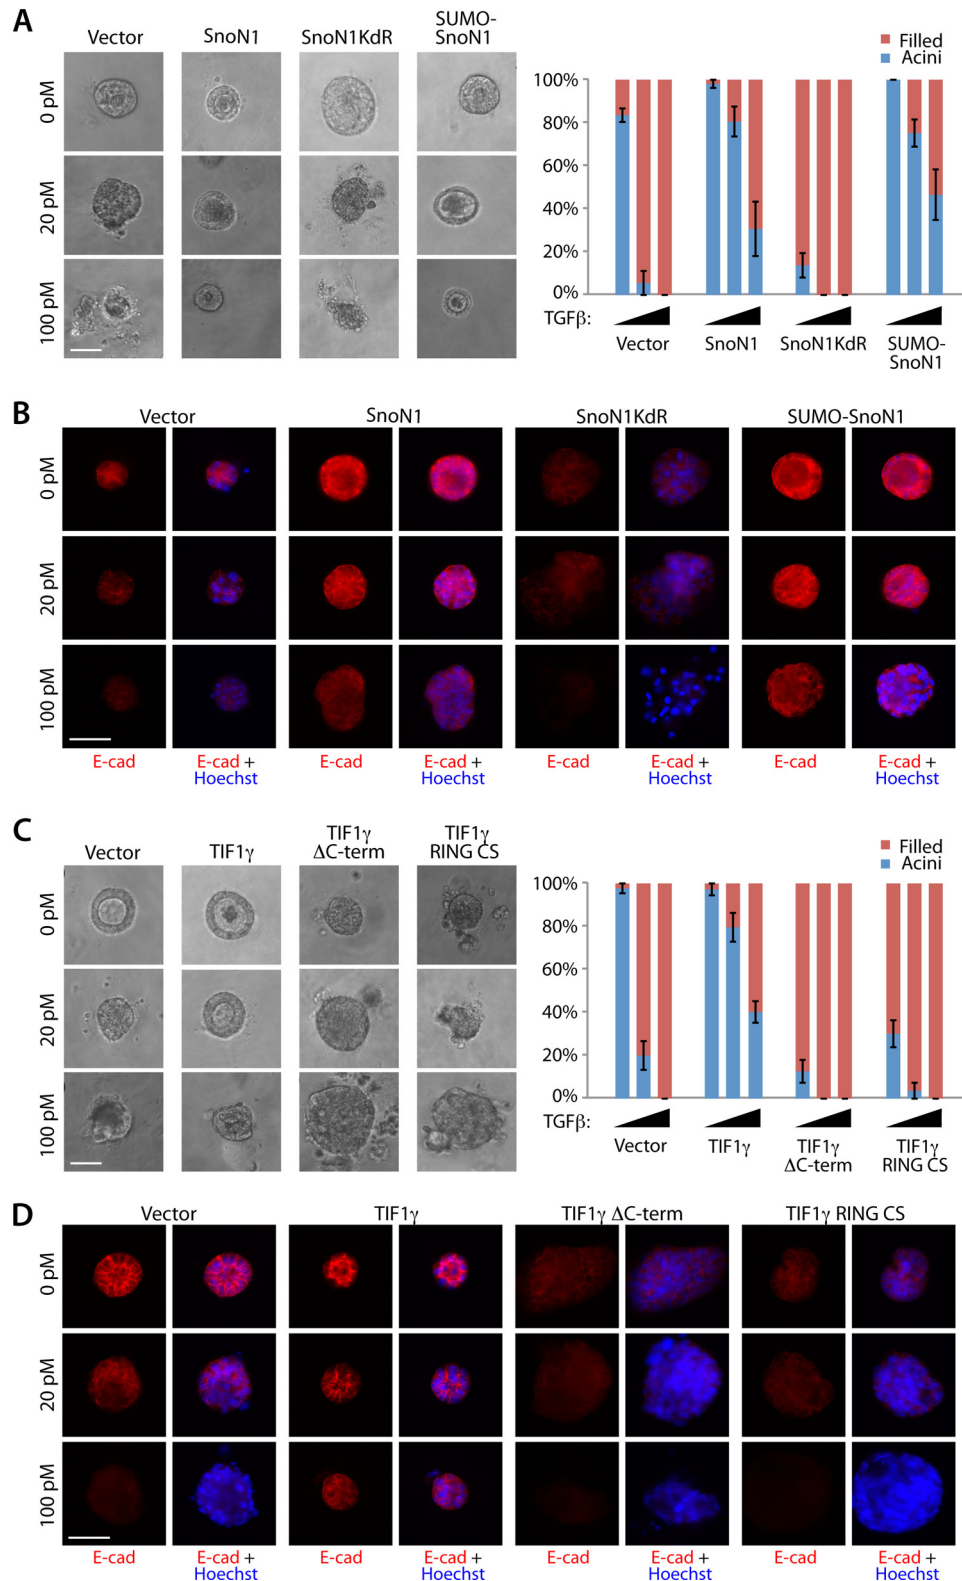 A
Vector
SnoN1
SnoN1KdR
SUMO-
SnoN1
0 pM
20 pM
100 pM
Filled
Acini
100%
80%
60%
40%
20%
0%
TGFβ:
Vector
SnoN1
SnoN1KdR
SUMO-
SnoN1
B
Vector
SnoN1
SnoN1KdR
SUMO-SnoN1
0 pM
20 pM
100 pM
E-cad
E-cad +
Hoechst
E-cad
E-cad +
Hoechst
E-cad
E-cad +
Hoechst
E-cad
E-cad +
Hoechst
C
Vector
TIF1γ
TIF1γ
ΔC-term
TIF1γ
RING CS
0 pM
20 pM
100 pM
Filled
Acini
100%
80%
60%
40%
20%
0%
TGFβ:
Vector
TIF1γ
TIF1γ
ΔC-term
TIF1γ
RING CS
D
Vector
TIF1γ
TIF1γ ΔC-term
TIF1γ RING CS
0 pM
20 pM
100 pM
E-cad
E-cad +
Hoechst
E-cad
E-cad +
Hoechst
E-cad
E-cad +
Hoechst
E-cad
E-cad +
Hoechst